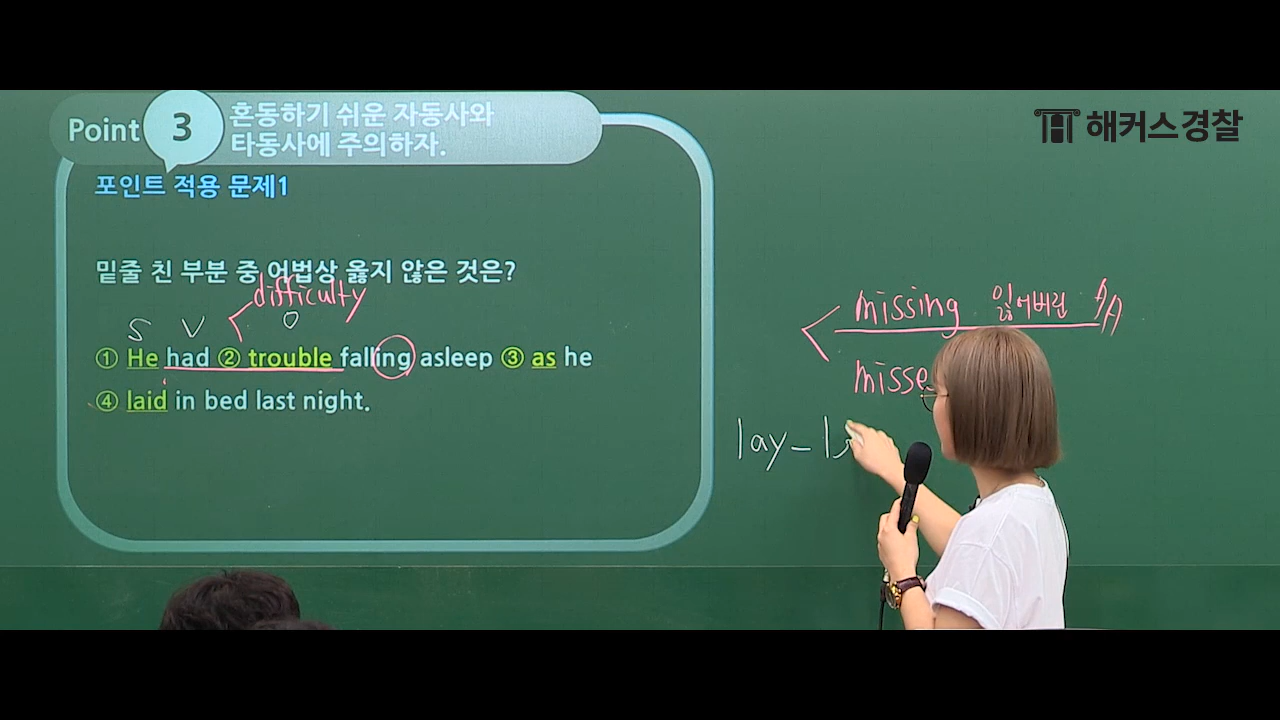 해커스경찰
Point 3 혼동하기 쉬운 자동사와
타동사에 주의하자.
포인트 적용 문제1
밑줄 친 부분 중 어법상 옳지 않은 것은?
difficulty
S V O
① He had ② trouble falling asleep ③ as he
④ laid in bed last night.
missing 잃어버린
misse
lay – la